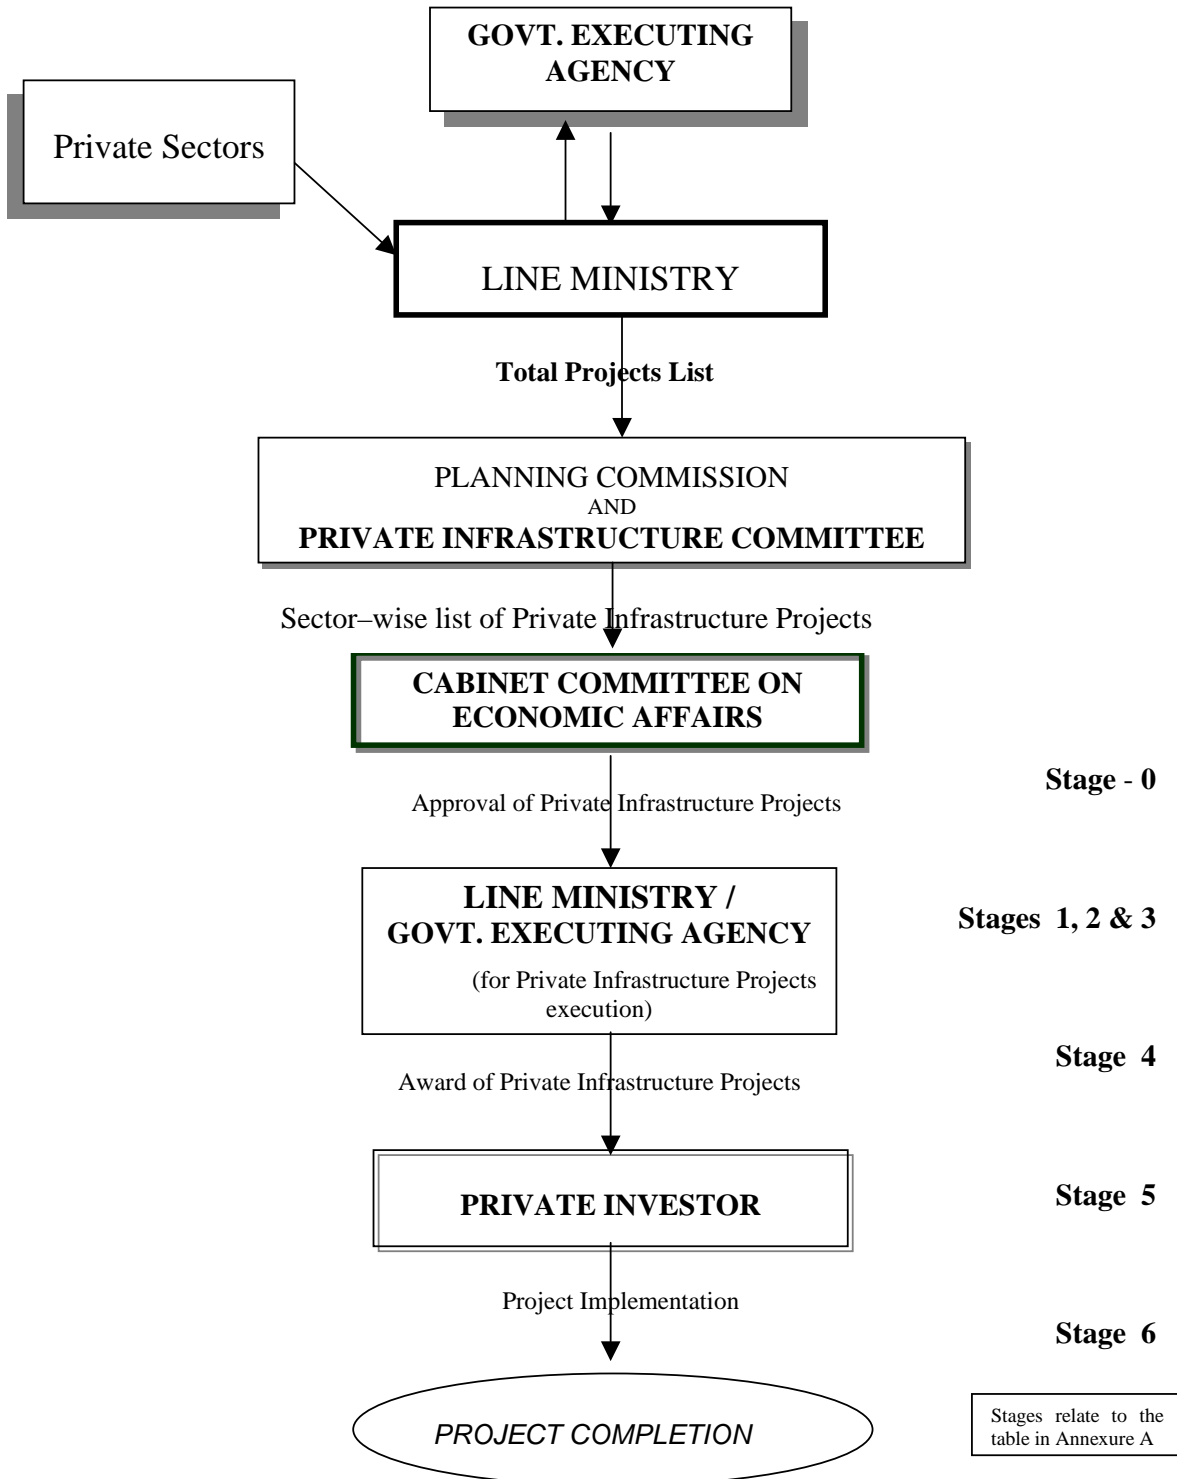 GOVT. EXECUTING
AGENCY
Private Sectors
LINE MINISTRY
Total Projects List
PLANNING COMMISSION
AND
PRIVATE INFRASTRUCTURE COMMITTEE
Sector–wise list of Private Infrastructure Projects
CABINET COMMITTEE ON
ECONOMIC AFFAIRS
Stage - 0
Approval of Private Infrastructure Projects
LINE MINISTRY /
GOVT. EXECUTING AGENCY
(for Private Infrastructure Projects
execution)
Stages 1, 2 & 3
Stage 4
Award of Private Infrastructure Projects
PRIVATE INVESTOR
Stage 5
Project Implementation
Stage 6
PROJECT COMPLETION
Stages relate to the
table in Annexure A